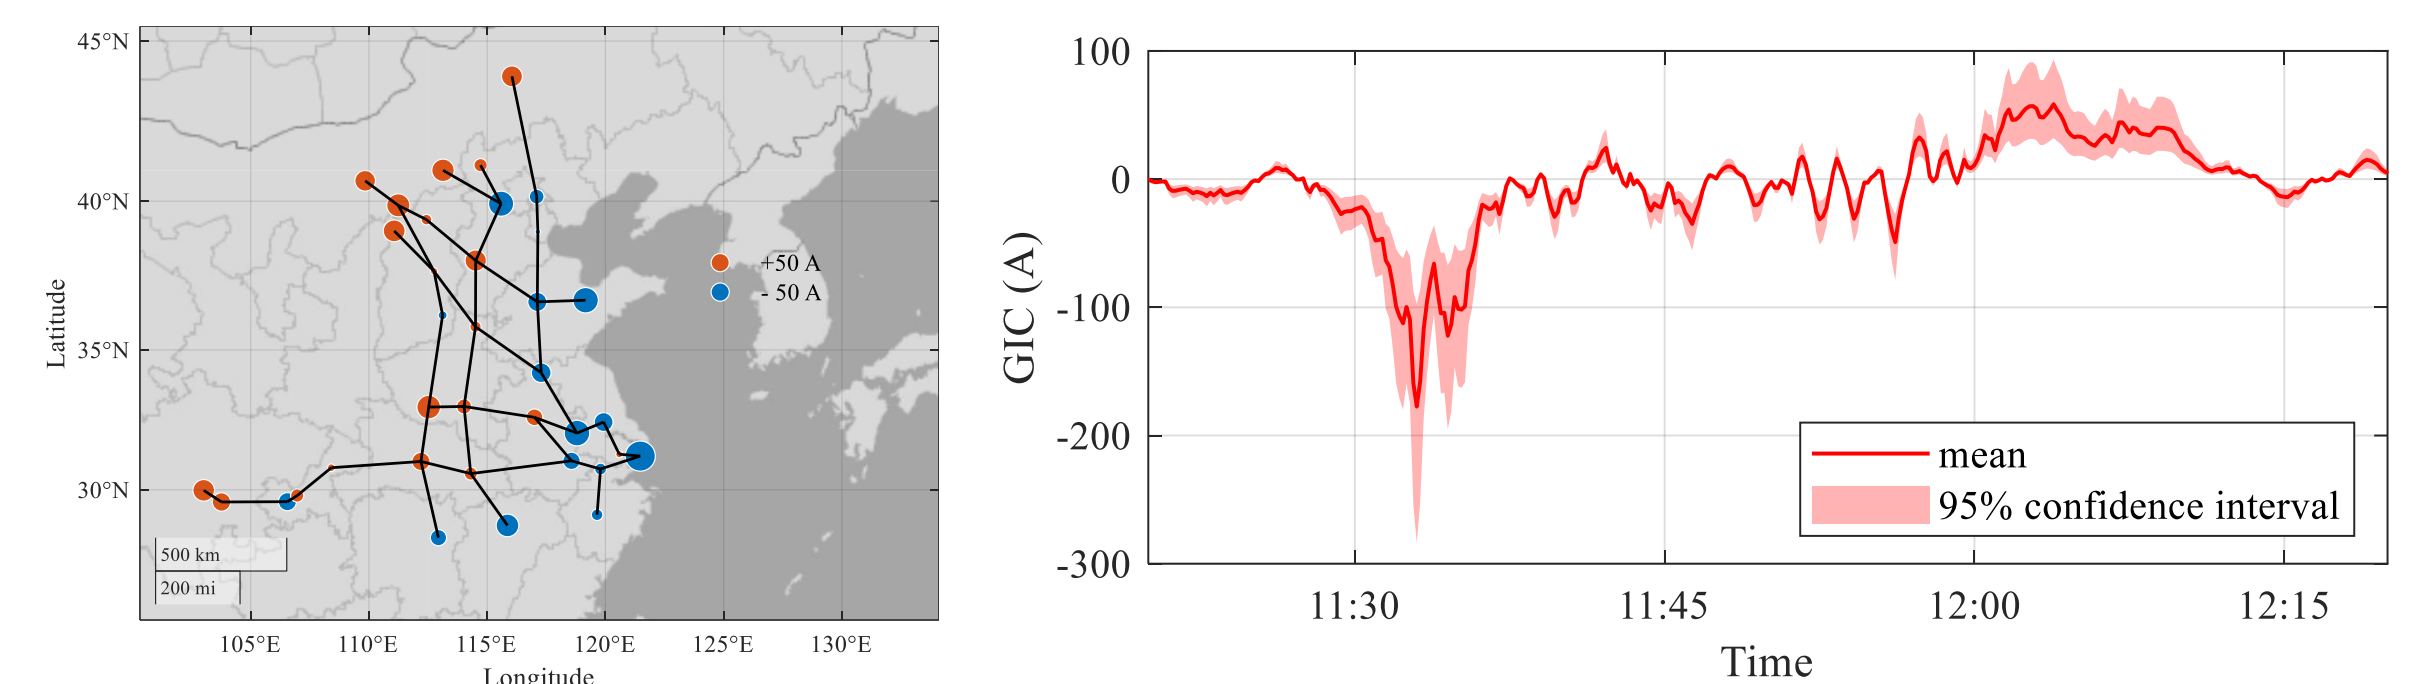 45°N
40°N
35°N
30°N
Latitude
+50 A
- 50 A
500 km
200 mi
105°E 110°E 115°E 120°E 125°E 130°E
Longitude
100
0
-100
-200
-300
GIC (A)
mean
95% confidence interval
11:30 11:45 12:00 12:15
Time